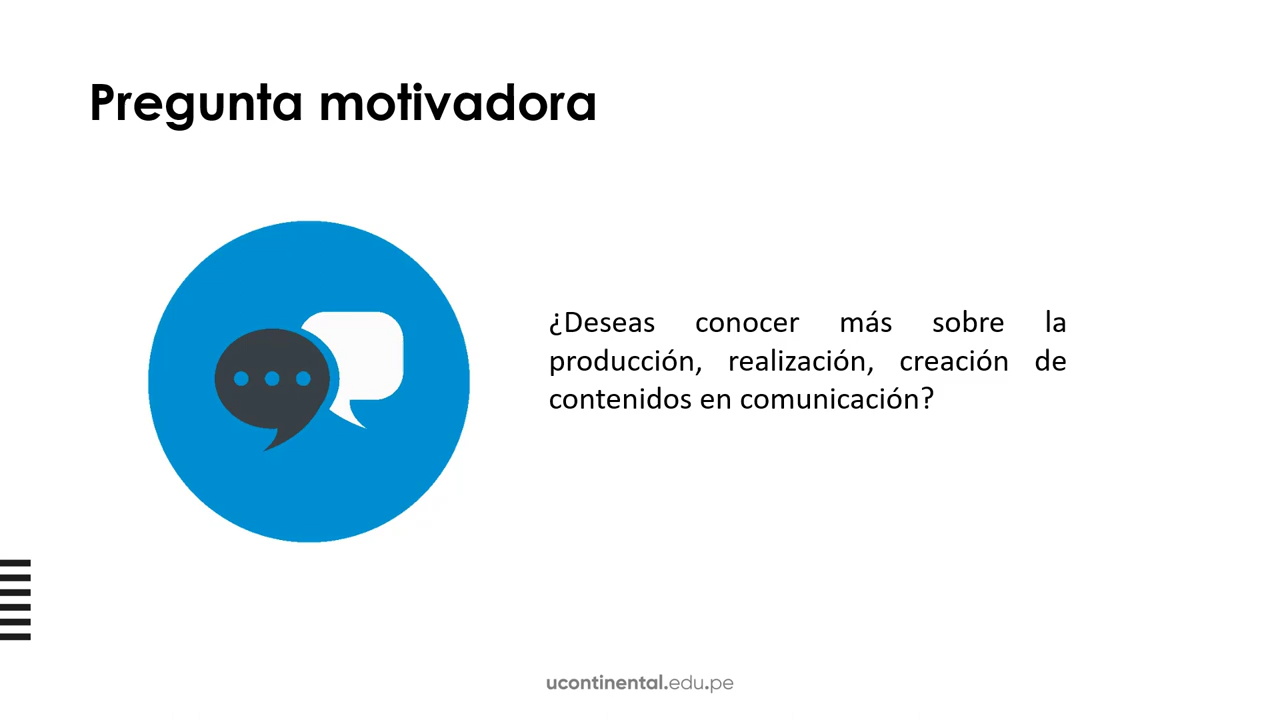 Pregunta motivadora
¿Deseas conocer más sobre la
producción, realización, creación de
contenidos en comunicación?
ucontinental.edu.pe